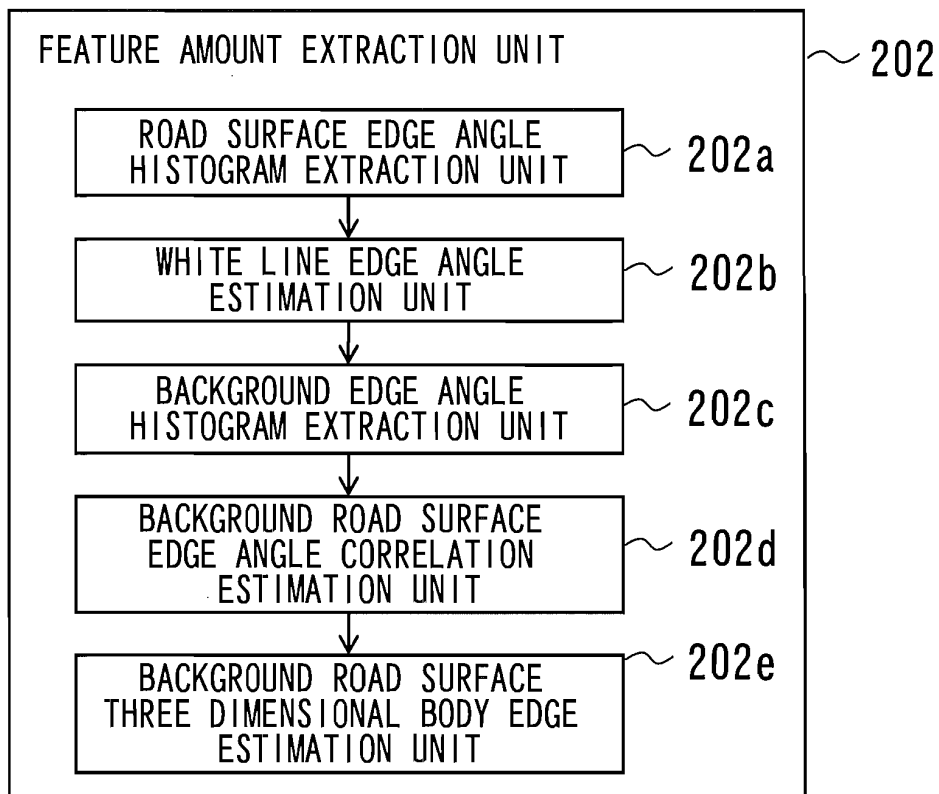 FEATURE AMOUNT EXTRACTION UNIT
202
ROAD SURFACE EDGE ANGLE
HISTOGRAM EXTRACTION UNIT
202a
WHITE LINE EDGE ANGLE
ESTIMATION UNIT
202b
BACKGROUND EDGE ANGLE
HISTOGRAM EXTRACTION UNIT
202c
BACKGROUND ROAD SURFACE
EDGE ANGLE CORRELATION
ESTIMATION UNIT
202d
BACKGROUND ROAD SURFACE
THREE DIMENSIONAL BODY EDGE
ESTIMATION UNIT
202e